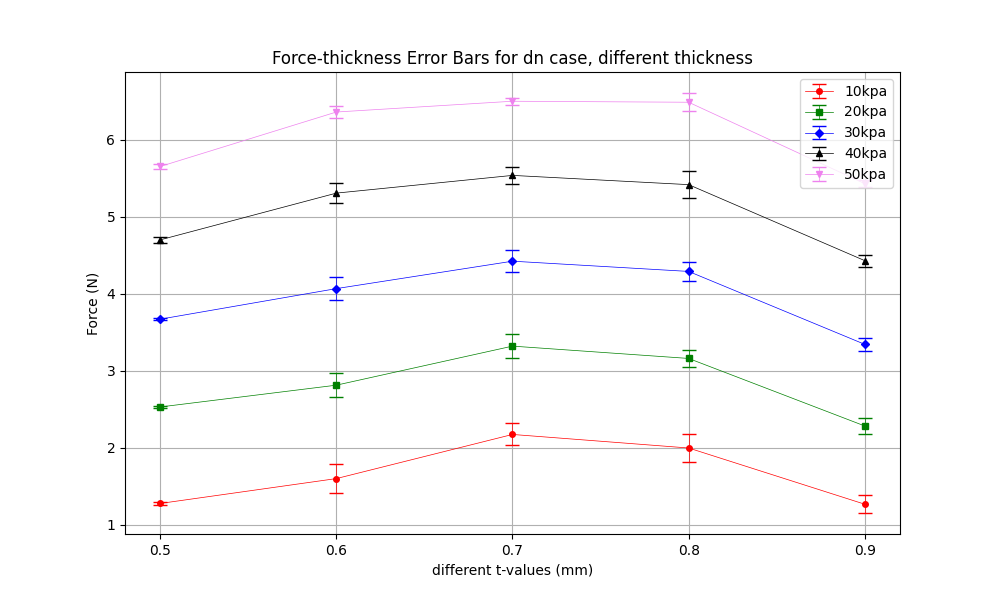 Force-thickness Error Bars for dn case, different thickness
10kpa
20kpa
30kpa
40kpa
50kpa
Force (N)
6
5
4
3
2
1
0.5 0.6 0.7 0.8 0.9
different t-values (mm)